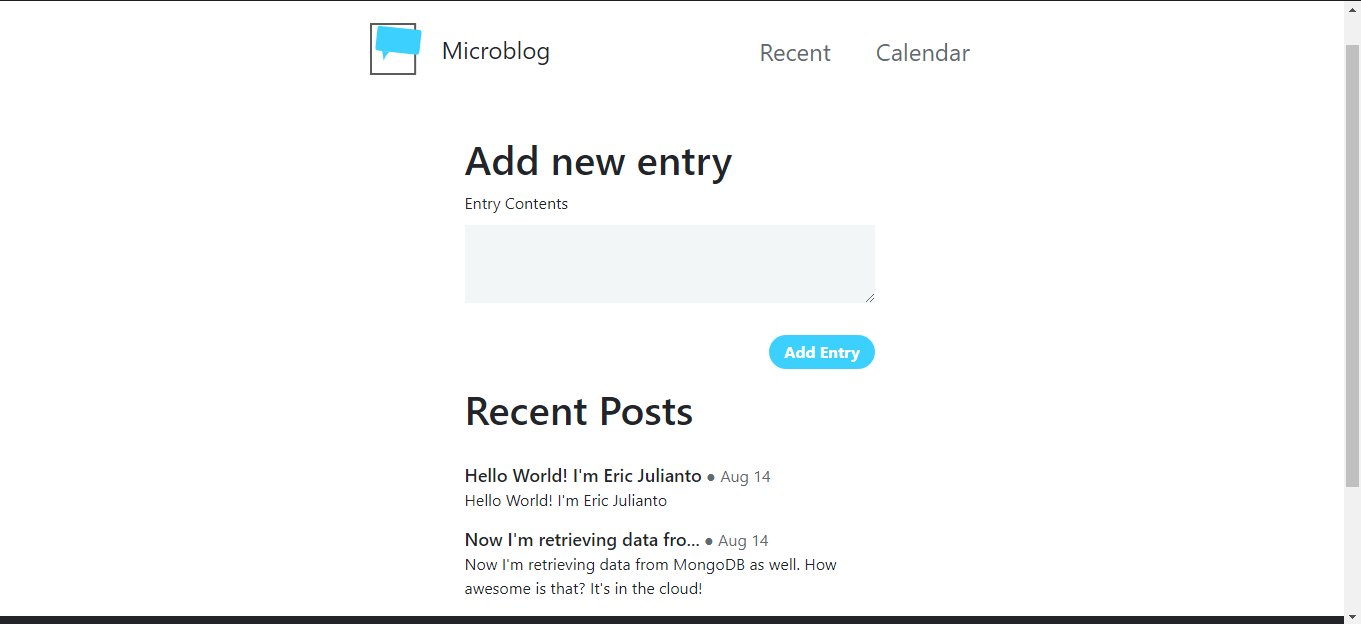 Microblog
Recent
Calendar
Add new entry
Entry Contents
Add Entry
Recent Posts
Hello World! I'm Eric Julianto ● Aug 14
Hello World! I'm Eric Julianto
Now I'm retrieving data fro... ● Aug 14
Now I'm retrieving data from MongoDB as well. How
awesome is that? It's in the cloud!